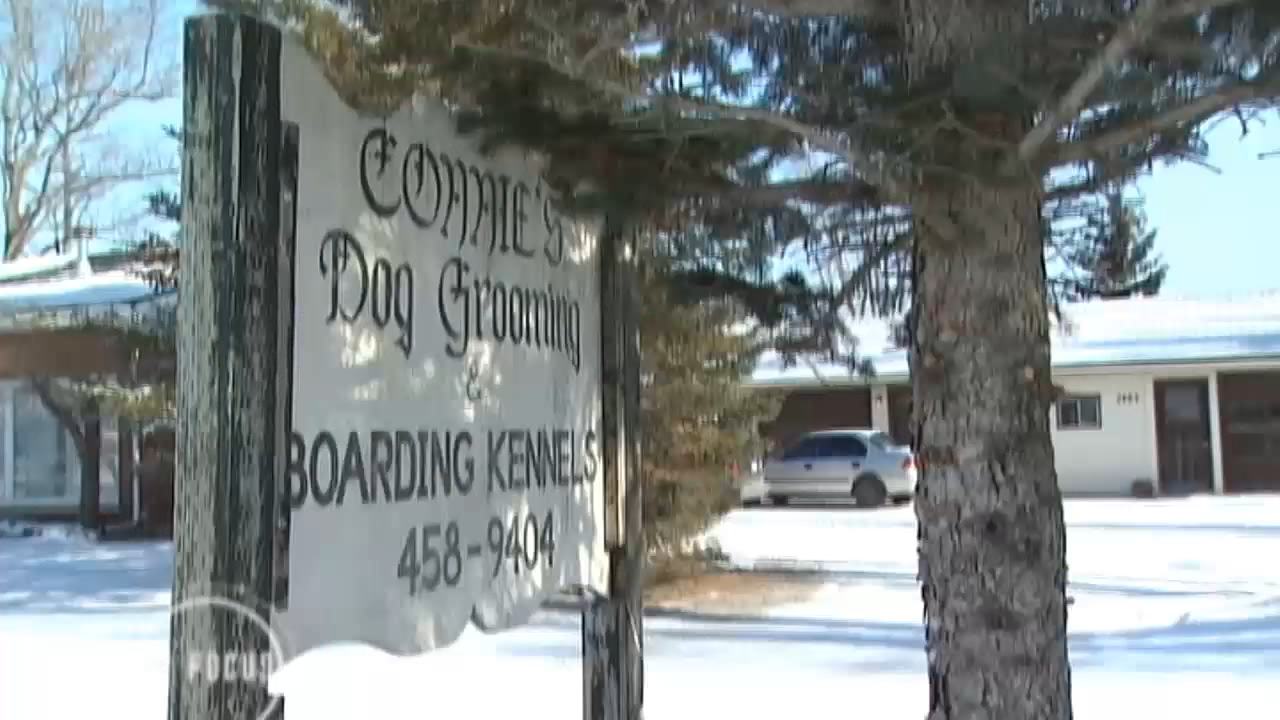 CONNIE'S
Dog Grooming
&
BOARDING KENNELS
458-9404
FOCUS